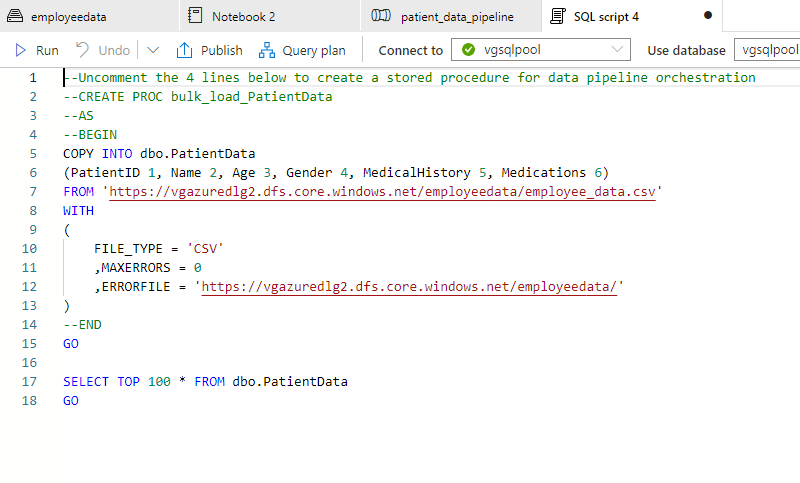 employeedata Notebook 2 patient_data_pipeline SQL script 4
Run Undo Publish Query plan Connect to vgsqlpool Use database vgsqlpool
1 --Uncomment the 4 lines below to create a stored procedure for data pipeline orchestration
2 --CREATE PROC bulk_load_PatientData
3 --AS
4 --BEGIN
5 COPY INTO dbo.PatientData
6 (PatientID 1, Name 2, Age 3, Gender 4, MedicalHistory 5, Medications 6)
7 FROM 'https://vgazuredlg2.dfs.core.windows.net/employeedata/employee_data.csv'
8 WITH
9 (
10 FILE_TYPE = 'CSV'
11 ,MAXERRORS = 0
12 ,ERRORFILE = 'https://vgazuredlg2.dfs.core.windows.net/employeedata/'
13 )
14 --END
15 GO
16
17 SELECT TOP 100 * FROM dbo.PatientData
18 GO